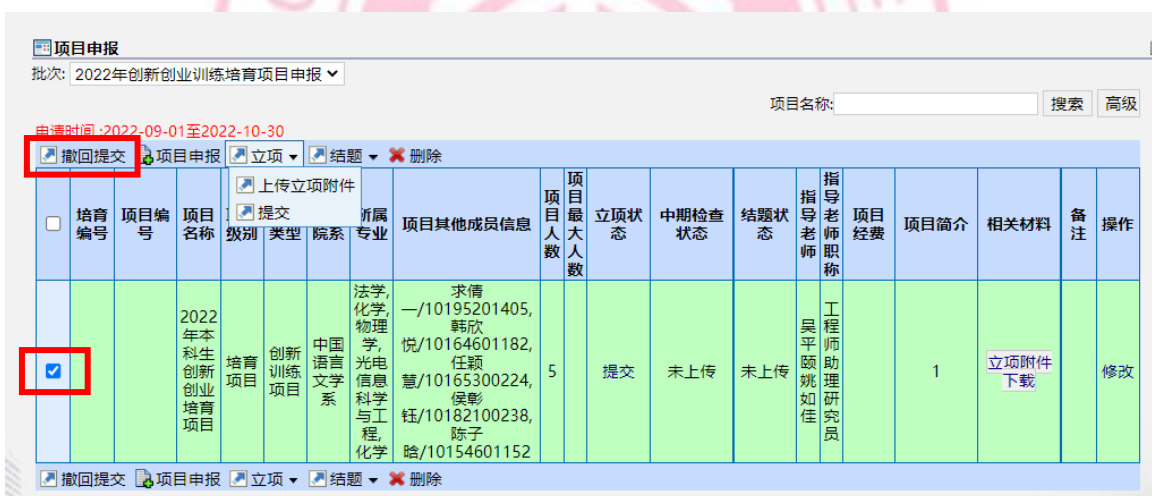 项目申报
批次: 2022年创新创业训练培育项目申报
项目名称: 搜索 高级
申请时间 :2022-09-01至2022-10-30
撤回提交 项目申报 立项 结题 删除
上传立项附件
提交
培育编号 项目编号 项目名称 级别 类型 院系 所属专业 项目其他成员信息 项目人数 项目最大人数 立项状态 中期检查状态 结题状态 指导老师 指导老师职称 项目经费 项目简介 相关材料 备注 操作
2022年本科生创新创业培育项目
培育项目
创新训练项目
中国语言文学系
法学,化学,物理学,光电信息科学与工程,化学
求倩
一/10195201405,
韩欣
悦/10164601182,
任颖
慧/10165300224,
侯彰
钰/10182100238,
陈子
晗/10154601152
5
提交
未上传
未上传
吴平颐姚如佳
工程师助理研究员
1
立项附件下载
修改
撤回提交 项目申报 立项 结题 删除